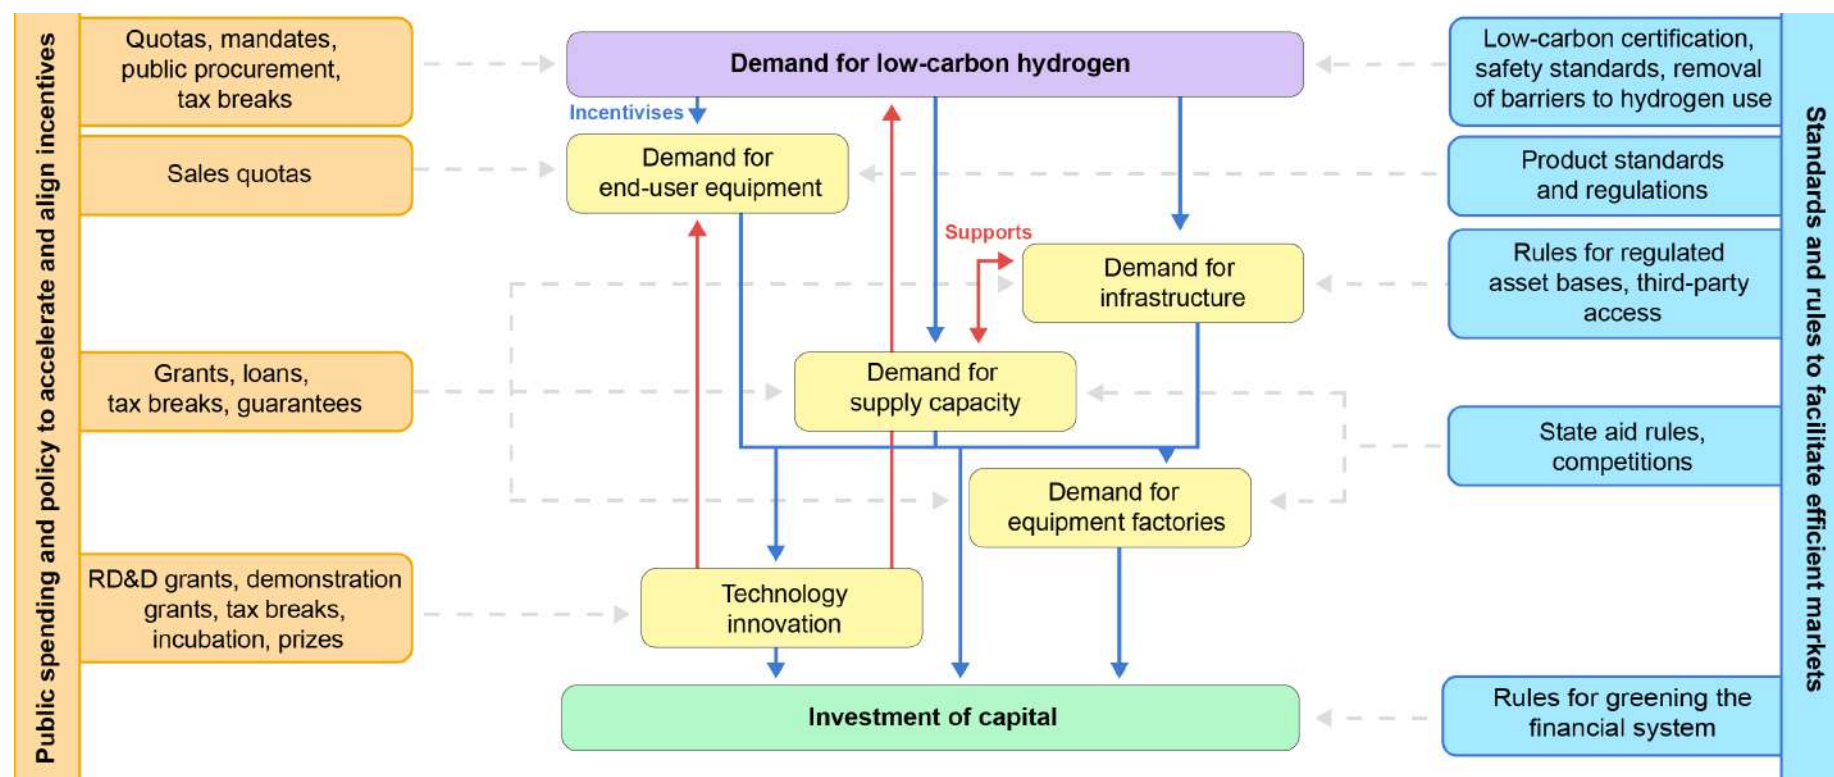 Public spending and policy to accelerate and align incentives
Quotas, mandates,
public procurement,
tax breaks
Sales quotas
Grants, loans,
tax breaks, guarantees
RD&D grants, demonstration
grants, tax breaks,
incubation, prizes
Demand for low-carbon hydrogen
Incentivises
Demand for
end-user equipment
Supports
Demand for
infrastructure
Demand for
supply capacity
Demand for
equipment factories
Technology
innovation
Investment of capital
Low-carbon certification,
safety standards, removal
of barriers to hydrogen use
Product standards
and regulations
Rules for regulated
asset bases, third-party
access
State aid rules,
competitions
Rules for greening the
financial system
Standards and rules to facilitate efficient markets